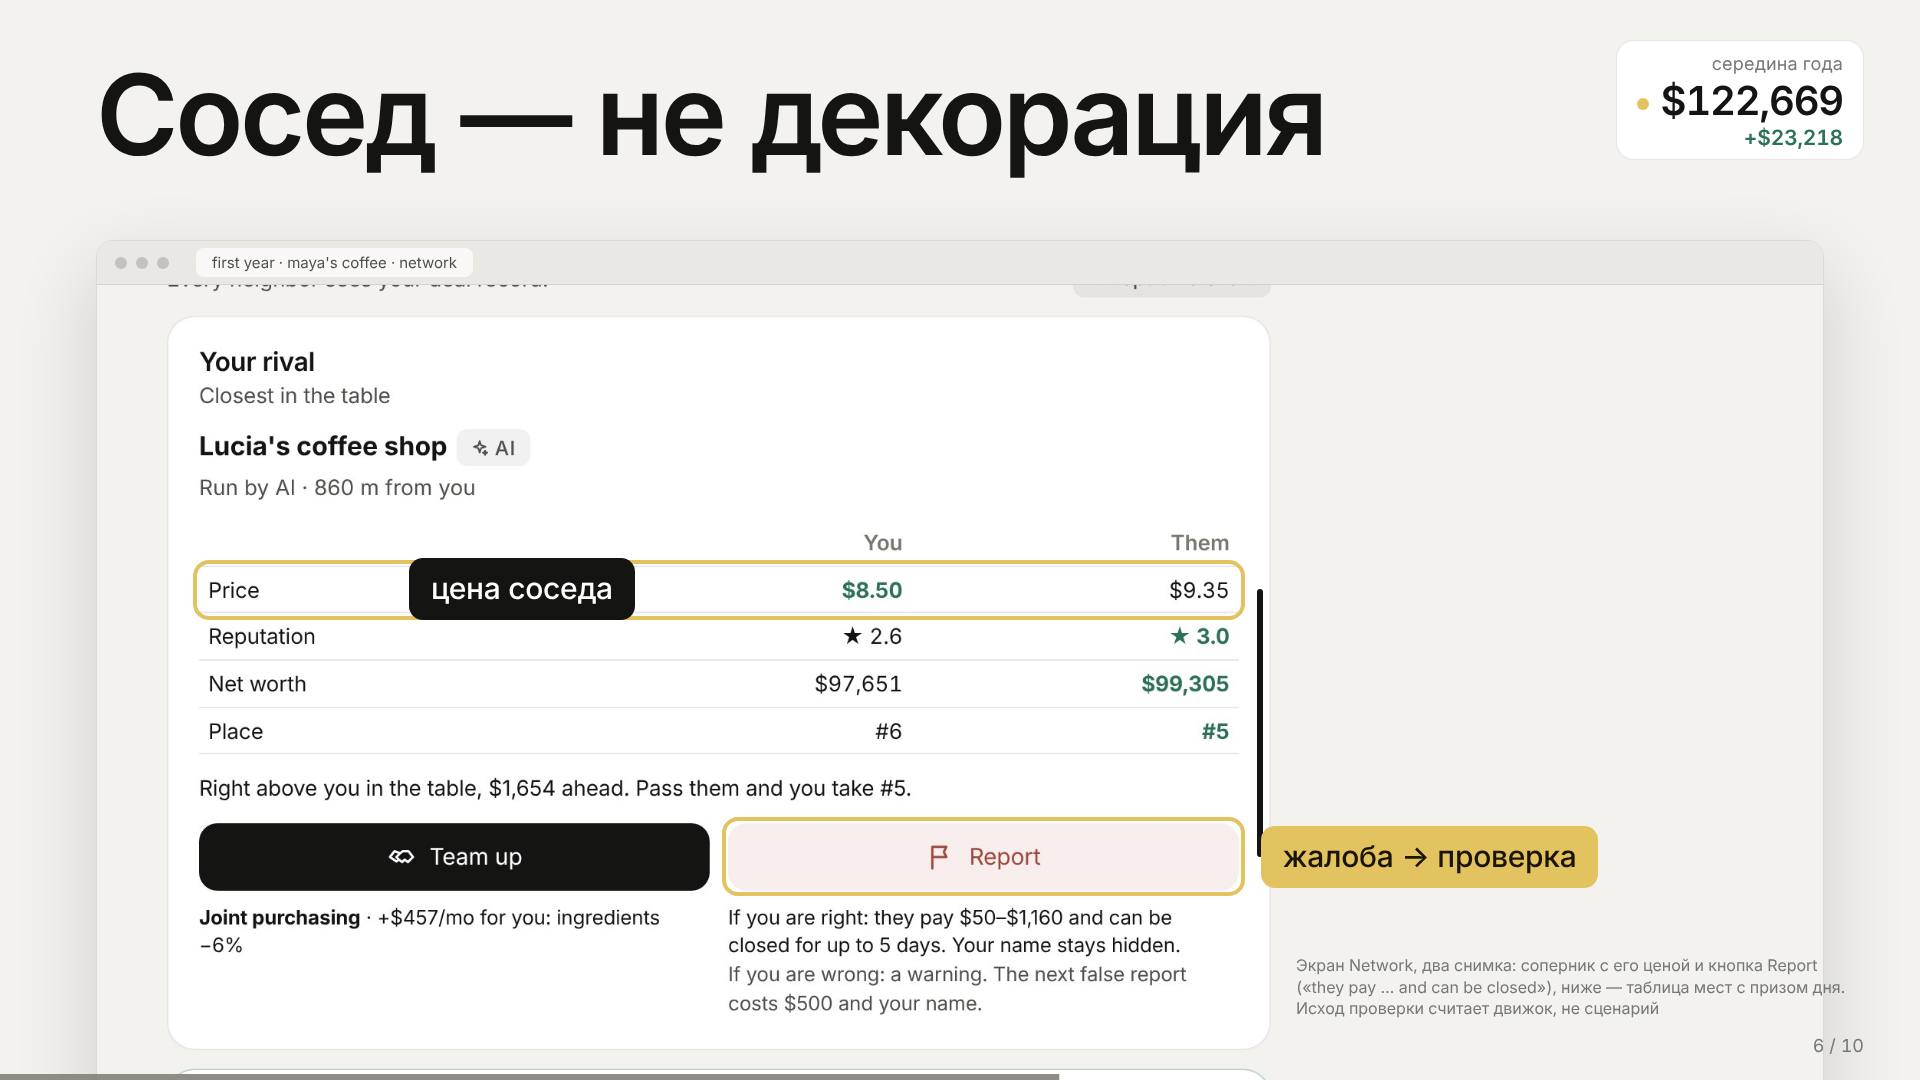 Сосед — не декорация
середина года
$122,669
+$23,218
first year · maya's coffee · network
Your rival
Closest in the table
Lucia's coffee shop AI
Run by AI · 860 m from you
You Them
Price цена соседа $8.50 $9.35
Reputation ★ 2.6 ★ 3.0
Net worth $97,651 $99,305
Place #6 #5
Right above you in the table, $1,654 ahead. Pass them and you take #5.
Team up Report жалоба → проверка
Joint purchasing · +$457/mo for you: ingredients
−6%
If you are right: they pay $50–$1,160 and can be
closed for up to 5 days. Your name stays hidden.
If you are wrong: a warning. The next false report
costs $500 and your name.
Экран Network, два снимка: соперник с его ценой и кнопка Report
(«they pay ... and can be closed»), ниже — таблица мест с призом дня.
Исход проверки считает движок, не сценарий
6 / 10